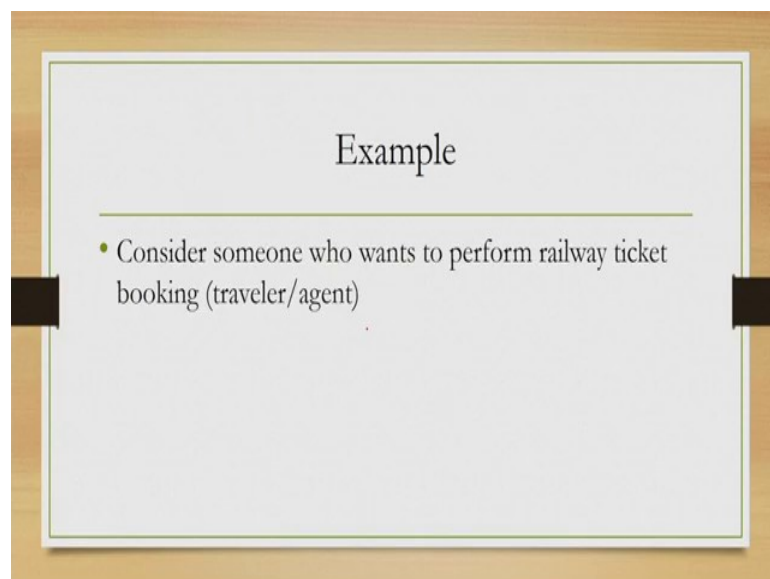 Example
• Consider someone who wants to perform railway ticket
booking (traveler/agent)